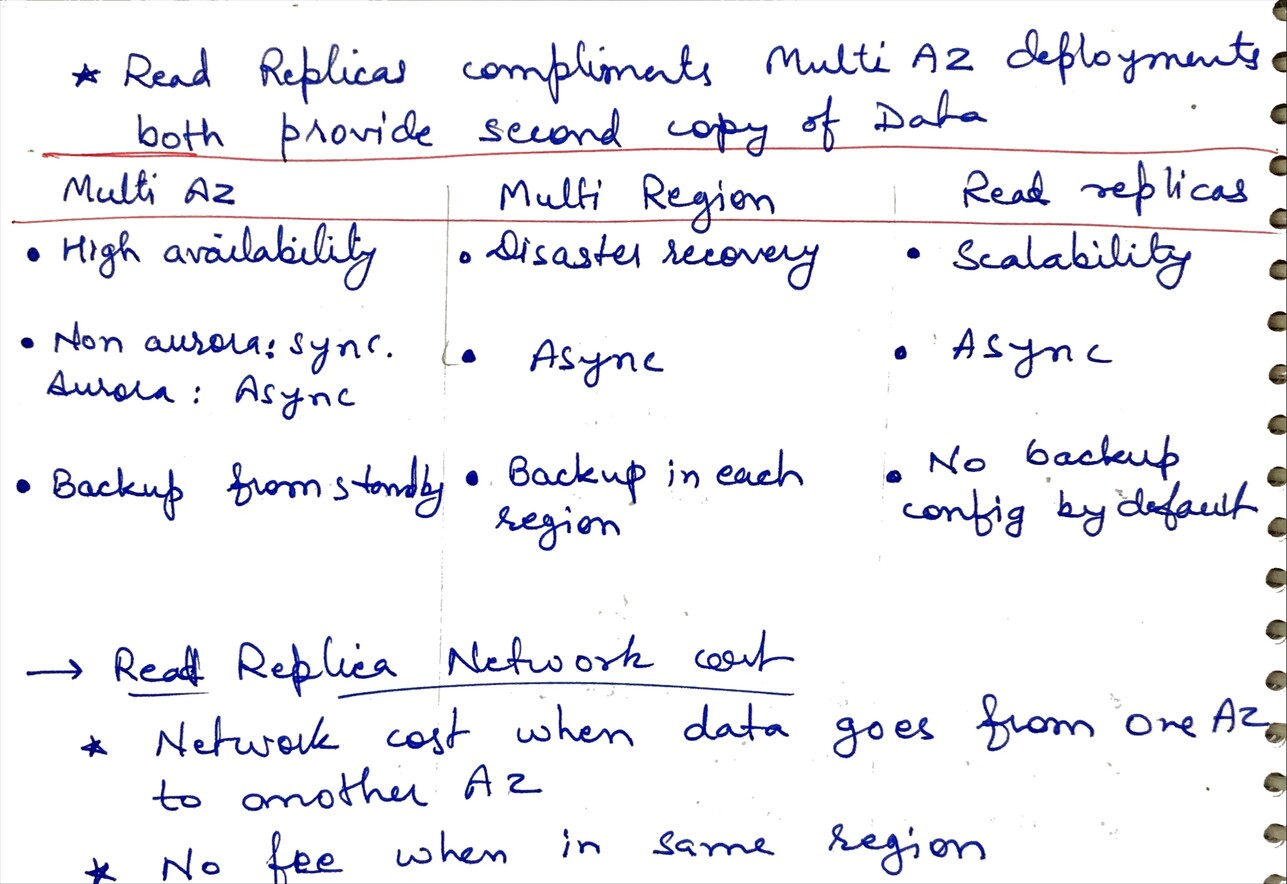 * Read Replicas compliments Multi AZ deployments
both provide second copy of Data
Multi AZ Multi Region Read replicas
• High availability • Disaster recovery • Scalability
• Non aurora: sync. • Async • Async
Aurora: Async
• Backup from standby • Backup in each region • No backup config by default
→ Read Replica Network cost
* Network cost when data goes from one AZ
to another AZ
* No fee when in same region